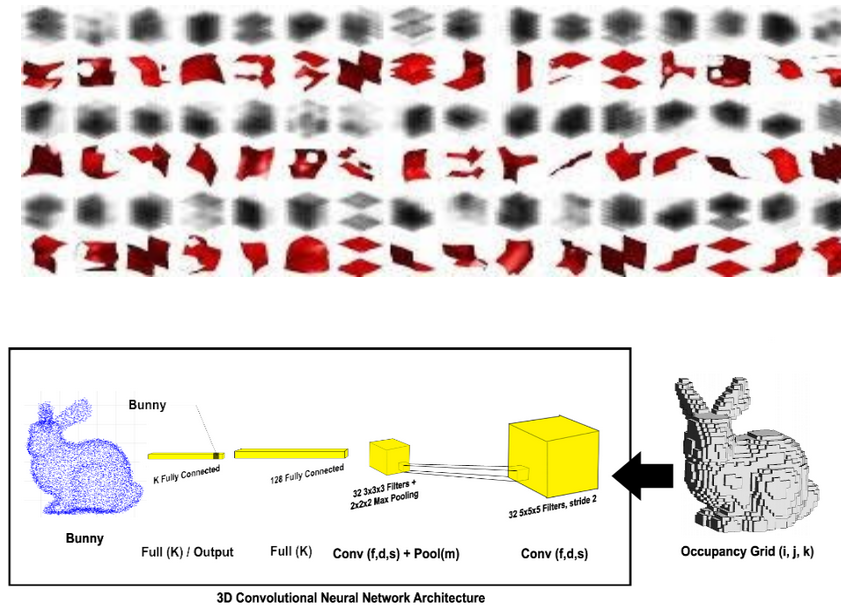 Bunny
K Fully Connected
128 Fully Connected
32 3x3x3 Filters +
2x2x2 Max Pooling
32 5x5x5 Filters, stride 2
Bunny
Full (K) / Output
Full (K)
Conv (f,d,s) + Pool(m)
Conv (f,d,s)
Occupancy Grid (i, j, k)
3D Convolutional Neural Network Architecture